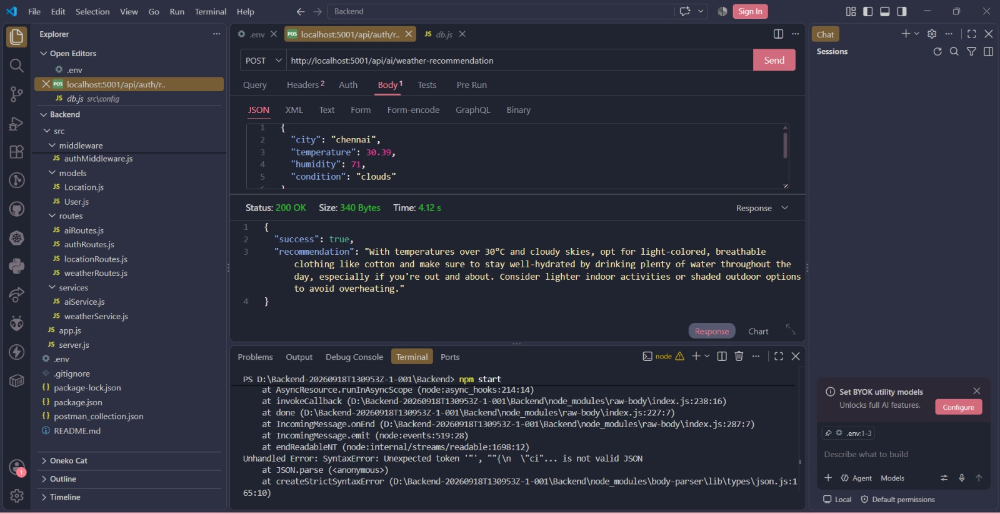 File Edit Selection View Go Run Terminal Help
Backend
Sign In
Explorer
Open Editors
.env
POS localhost:5001/api/auth/r..
JS db.js src\config
Backend
src
middleware
JS authMiddleware.js
models
JS Location.js
JS User.js
routes
JS aiRoutes.js
JS authRoutes.js
JS locationRoutes.js
JS weatherRoutes.js
services
JS aiService.js
JS weatherService.js
JS app.js
JS server.js
.env
.gitignore
{} package-lock.json
{} package.json
{} postman_collection.json
README.md
Oneko Cat
Outline
Timeline
1
.env
POS localhost:5001/api/auth/r..
JS db.js
POST http://localhost:5001/api/ai/weather-recommendation Send
Query Headers 2 Auth Body 1 Tests Pre Run
JSON XML Text Form Form-encode GraphQL Binary
1 {
2 "city": "chennai",
3 "temperature": 30.39,
4 "humidity": 71,
5 "condition": "clouds"
6 }
Status: 200 OK Size: 340 Bytes Time: 4.12 s Response
1 {
2 "success": true,
3 "recommendation": "With temperatures over 30°C and cloudy skies, opt for light-colored, breathable
clothing like cotton and make sure to stay well-hydrated by drinking plenty of water throughout the
day, especially if you're out and about. Consider lighter indoor activities or shaded outdoor options
to avoid overheating."
4 }
Response Chart
Problems Output Debug Console Terminal Ports
node
PS D:\Backend-20260918T130953Z-1-001\Backend> npm start
at AsyncResource.runInAsyncScope (node:async_hooks:214:14)
at invokeCallback (D:\Backend-20260918T130953Z-1-001\Backend\node_modules\raw-body\index.js:238:16)
at done (D:\Backend-20260918T130953Z-1-001\Backend\node_modules\raw-body\index.js:227:7)
at IncomingMessage.onEnd (D:\Backend-20260918T130953Z-1-001\Backend\node_modules\raw-body\index.js:287:7)
at IncomingMessage.emit (node:events:519:28)
at endReadableNT (node:internal/streams/readable:1698:12)
Unhandled Error: SyntaxError: Unexpected token '"', ""{\n  \"ci"... is not valid JSON
at JSON.parse (<anonymous>)
at createStrictSyntaxError (D:\Backend-20260918T130953Z-1-001\Backend\node_modules\body-parser\lib\types\json.js:1
65:10)
Chat
Sessions
Set BYOK utility models
Unlocks full AI features.
Configure
.env:1-3
Describe what to build
Agent Models
Local Default permissions